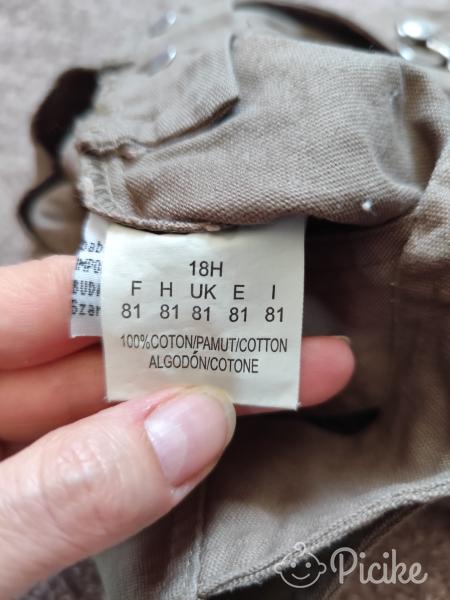 18H
F H UK E I
81 81 81 81 81
100%COTON/PAMUT/COTTON
ALGODÓN/COTONE
Picike